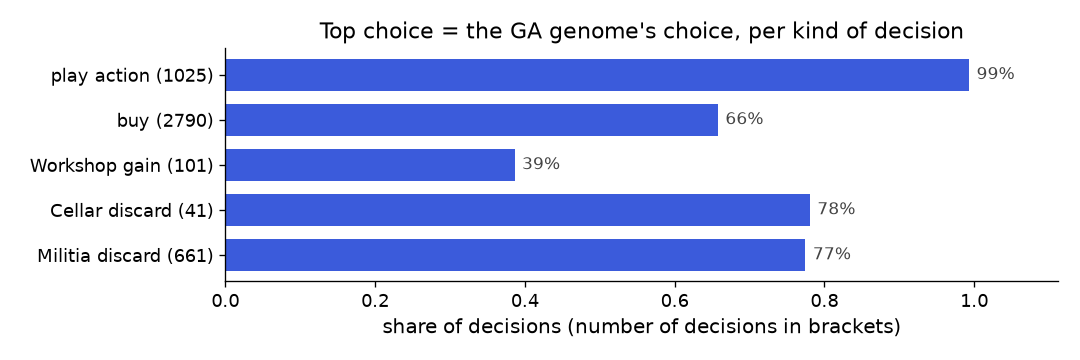 Top choice = the GA genome's choice, per kind of decision
play action (1025)
99%
buy (2790)
66%
Workshop gain (101)
39%
Cellar discard (41)
78%
Militia discard (661)
77%
0.0 0.2 0.4 0.6 0.8 1.0
share of decisions (number of decisions in brackets)